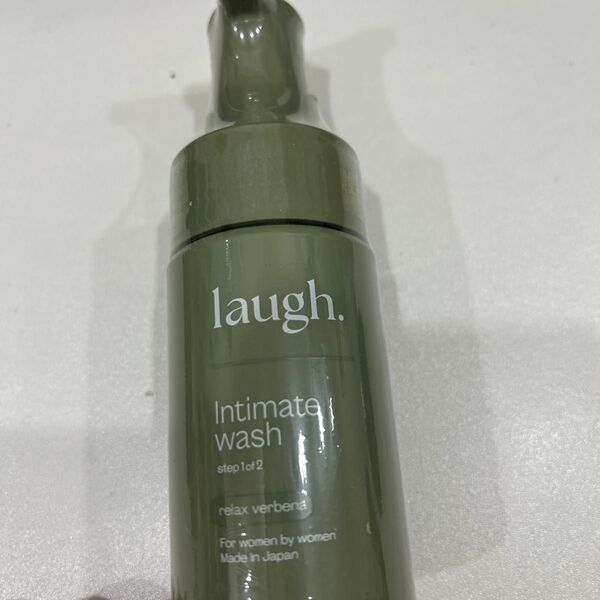 laugh.
Intimate
wash
step 1 of 2
relax verbena
For women by women
Made in Japan